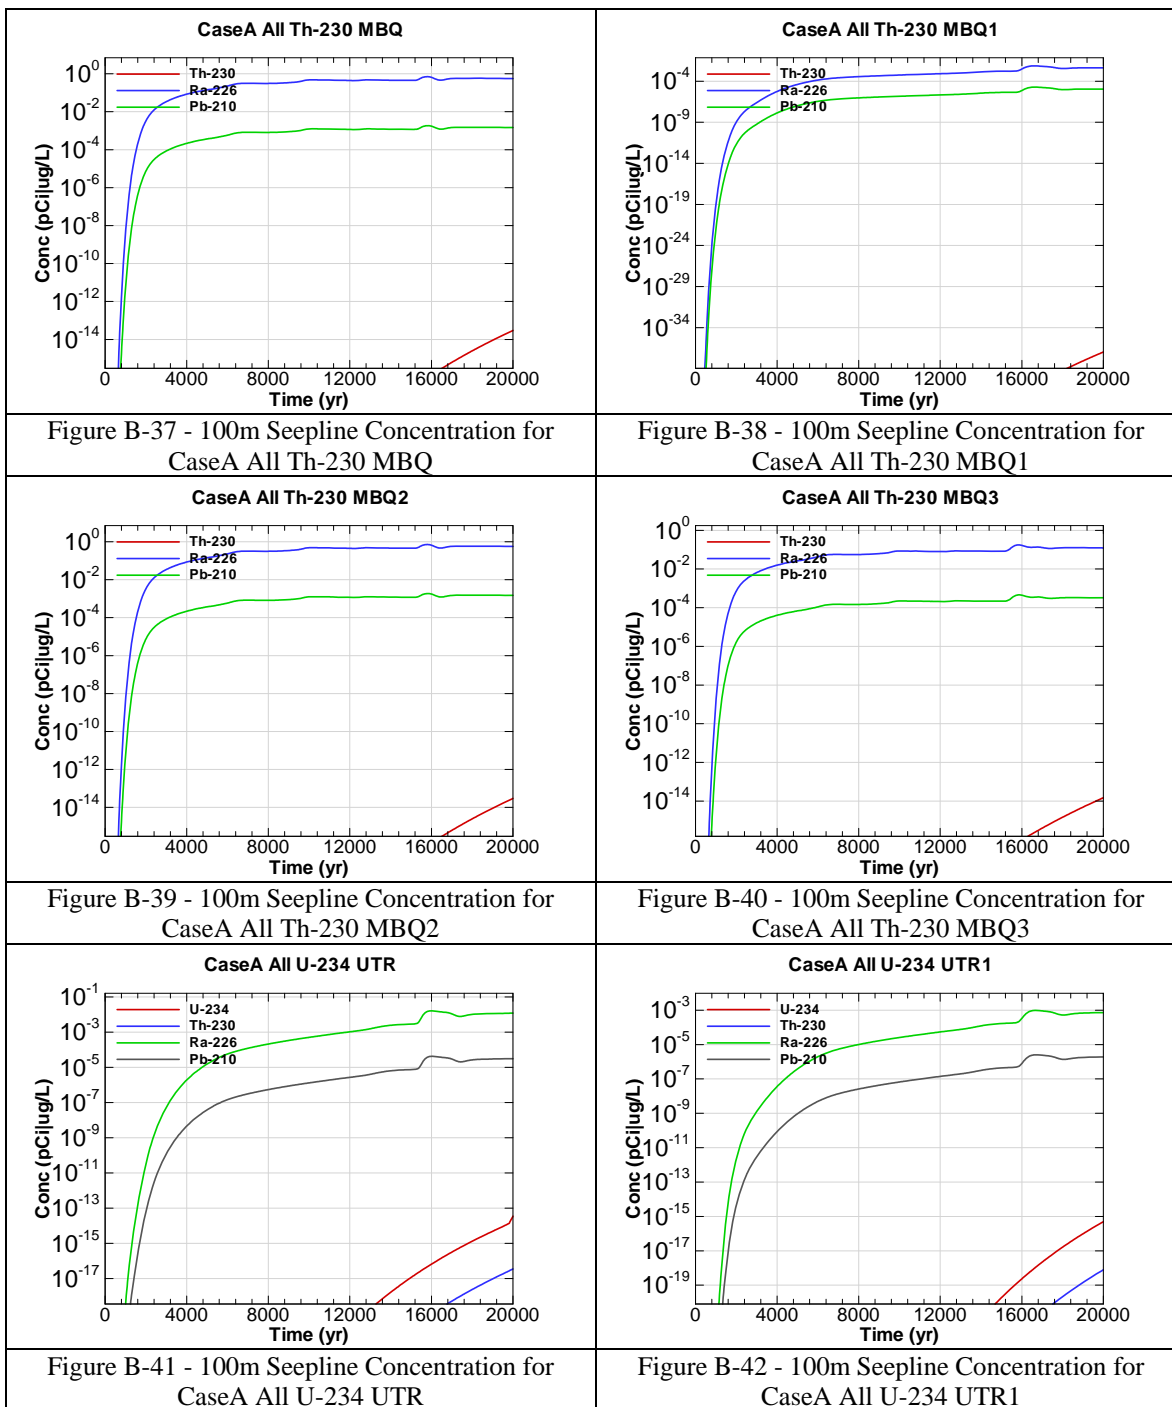 CaseA All Th-230 MBQ
Th-230
Ra-226
Pb-210
Conc (pCi|ug/L)
10^0
10^-2
10^-4
10^-6
10^-8
10^-10
10^-12
10^-14
0 4000 8000 12000 16000 20000
Time (yr)
Figure B-37 - 100m Seepline Concentration for
CaseA All Th-230 MBQ
CaseA All Th-230 MBQ1
Th-230
Ra-226
Pb-210
Conc (pCi|ug/L)
10^-4
10^-9
10^-14
10^-19
10^-24
10^-29
10^-34
0 4000 8000 12000 16000 20000
Time (yr)
Figure B-38 - 100m Seepline Concentration for
CaseA All Th-230 MBQ1
CaseA All Th-230 MBQ2
Th-230
Ra-226
Pb-210
Conc (pCi|ug/L)
10^0
10^-2
10^-4
10^-6
10^-8
10^-10
10^-12
10^-14
0 4000 8000 12000 16000 20000
Time (yr)
Figure B-39 - 100m Seepline Concentration for
CaseA All Th-230 MBQ2
CaseA All Th-230 MBQ3
Th-230
Ra-226
Pb-210
Conc (pCi|ug/L)
10^0
10^-2
10^-4
10^-6
10^-8
10^-10
10^-12
10^-14
0 4000 8000 12000 16000 20000
Time (yr)
Figure B-40 - 100m Seepline Concentration for
CaseA All Th-230 MBQ3
CaseA All U-234 UTR
U-234
Th-230
Ra-226
Pb-210
Conc (pCi|ug/L)
10^-1
10^-3
10^-5
10^-7
10^-9
10^-11
10^-13
10^-15
10^-17
0 4000 8000 12000 16000 20000
Time (yr)
Figure B-41 - 100m Seepline Concentration for
CaseA All U-234 UTR
CaseA All U-234 UTR1
U-234
Th-230
Ra-226
Pb-210
Conc (pCi|ug/L)
10^-3
10^-5
10^-7
10^-9
10^-11
10^-13
10^-15
10^-17
10^-19
0 4000 8000 12000 16000 20000
Time (yr)
Figure B-42 - 100m Seepline Concentration for
CaseA All U-234 UTR1